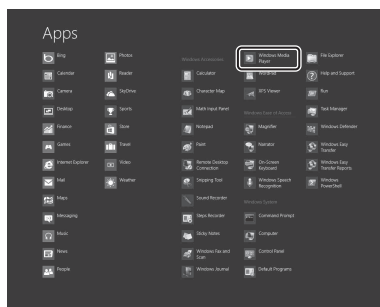 Apps
Bing
Calendar
Camera
Desktop
Finance
Games
Internet Explorer
Mail
Maps
Messaging
Music
News
People
Photos
Reader
SkyDrive
Sports
Store
Travel
Video
Weather
Windows Accessories
Calculator
Character Map
Math Input Panel
Notepad
Paint
Remote Desktop
Connection
Snipping Tool
Sound Recorder
Steps Recorder
Sticky Notes
Windows Fax and
Scan
Windows Journal
Windows Media
Player
WordPad
XPS Viewer
Windows Ease of Access
Magnifier
Narrator
On-Screen
Keyboard
Windows Speech
Recognition
Windows System
Command Prompt
Computer
Control Panel
Default Programs
File Explorer
Help and Support
Run
Task Manager
Windows Defender
Windows Easy
Transfer
Windows Easy
Transfer Reports
Windows
PowerShell